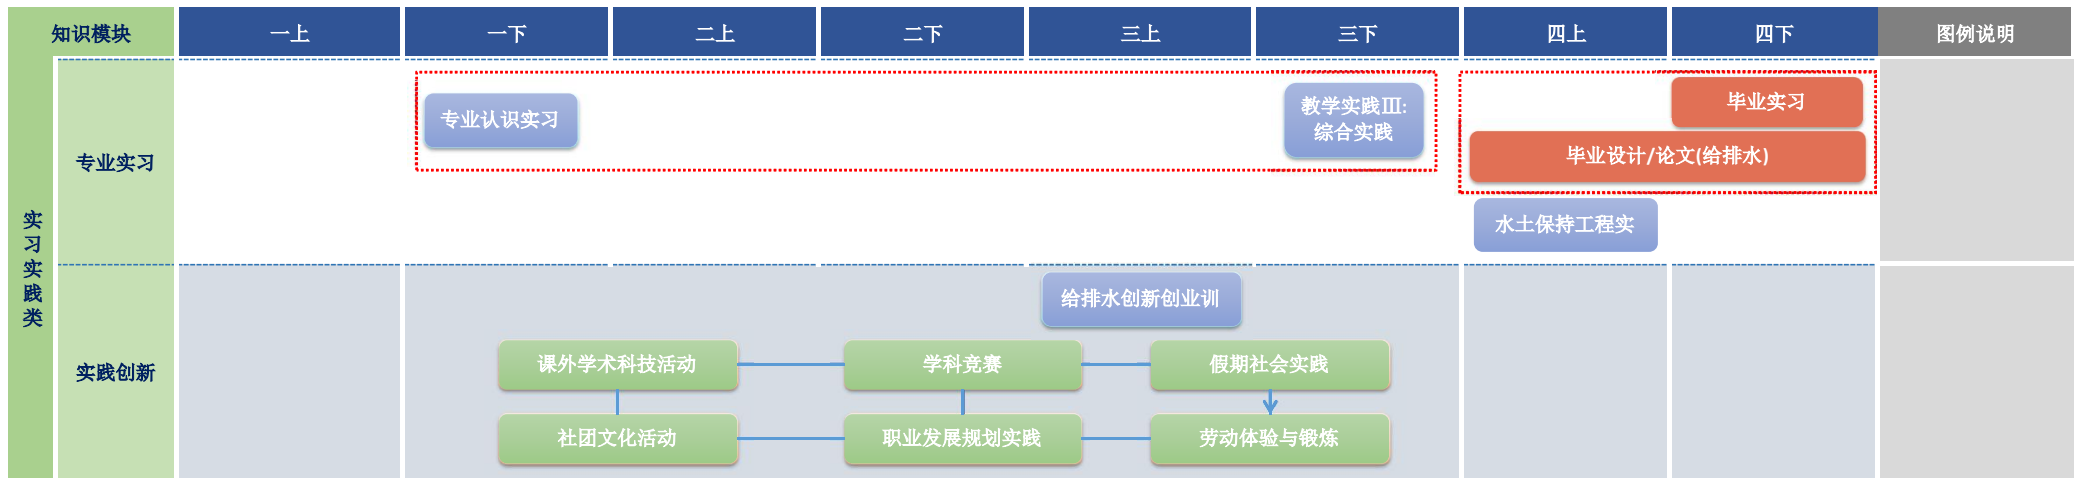 知识模块
一上
一下
二上
二下
三上
三下
四上
四下
图例说明
实习实践类
专业实习
专业认识实习
教学实践Ⅲ:
综合实践
毕业实习
毕业设计/论文(给排水)
水土保持工程实
实践创新
给排水创新创业训
课外学术科技活动
学科竞赛
假期社会实践
社团文化活动
职业发展规划实践
劳动体验与锻炼